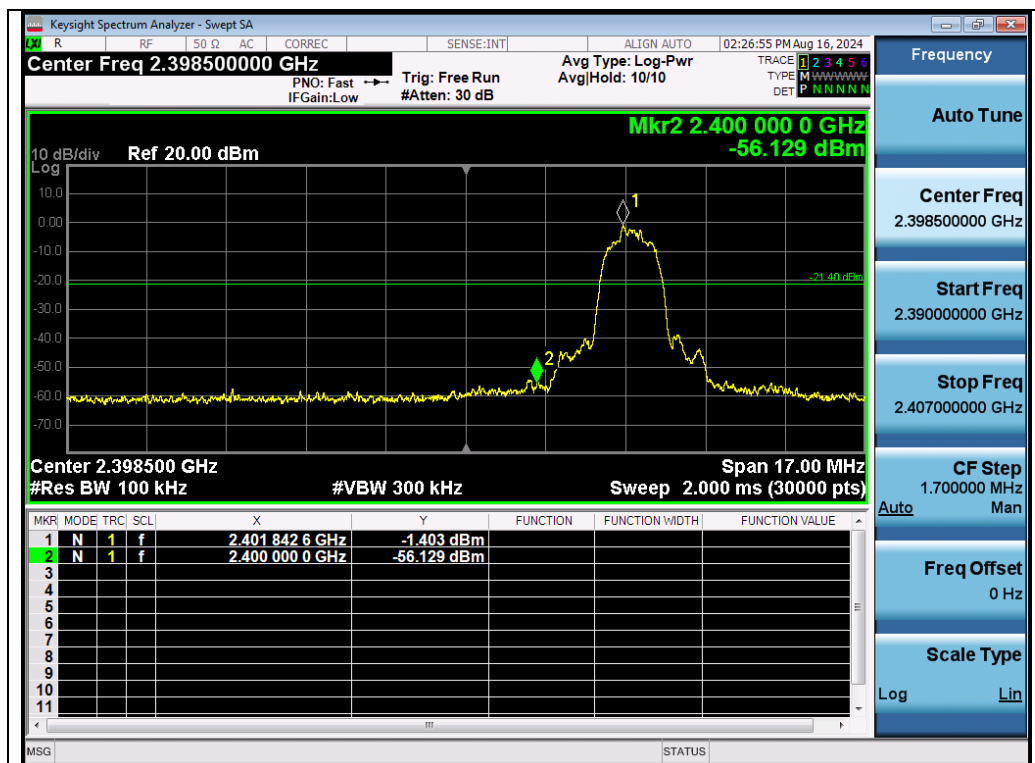 Keysight Spectrum Analyzer - Swept SA
LXI R RF 50 Ω AC CORREC SENSE:INT ALIGN AUTO 02:26:55 PM Aug 16, 2024
Center Freq 2.398500000 GHz
PNO: Fast
IFGain:Low
Trig: Free Run
#Atten: 30 dB
Avg Type: Log-Pwr
Avg|Hold: 10/10
TRACE 1 2 3 4 5 6
TYPE M WWWWW
DET P N N N N N
Mkr2 2.400 000 0 GHz
-56.129 dBm
10 dB/div Ref 20.00 dBm
Log
10.0
0.00
-10.0
-20.0
-30.0
-40.0
-50.0
-60.0
-70.0
1
2
-21.40 dBm
Center 2.398500 GHz Span 17.00 MHz
#Res BW 100 kHz #VBW 300 kHz Sweep 2.000 ms (30000 pts)
MKR MODE TRC SCL X Y FUNCTION FUNCTION WIDTH FUNCTION VALUE
1 N 1 f 2.401 842 6 GHz -1.403 dBm
2 N 1 f 2.400 000 0 GHz -56.129 dBm
3
4
5
6
7
8
9
10
11
MSG STATUS
Frequency
Auto Tune
Center Freq
2.398500000 GHz
Start Freq
2.390000000 GHz
Stop Freq
2.407000000 GHz
CF Step
1.700000 MHz
Auto Man
Freq Offset
0 Hz
Scale Type
Log Lin